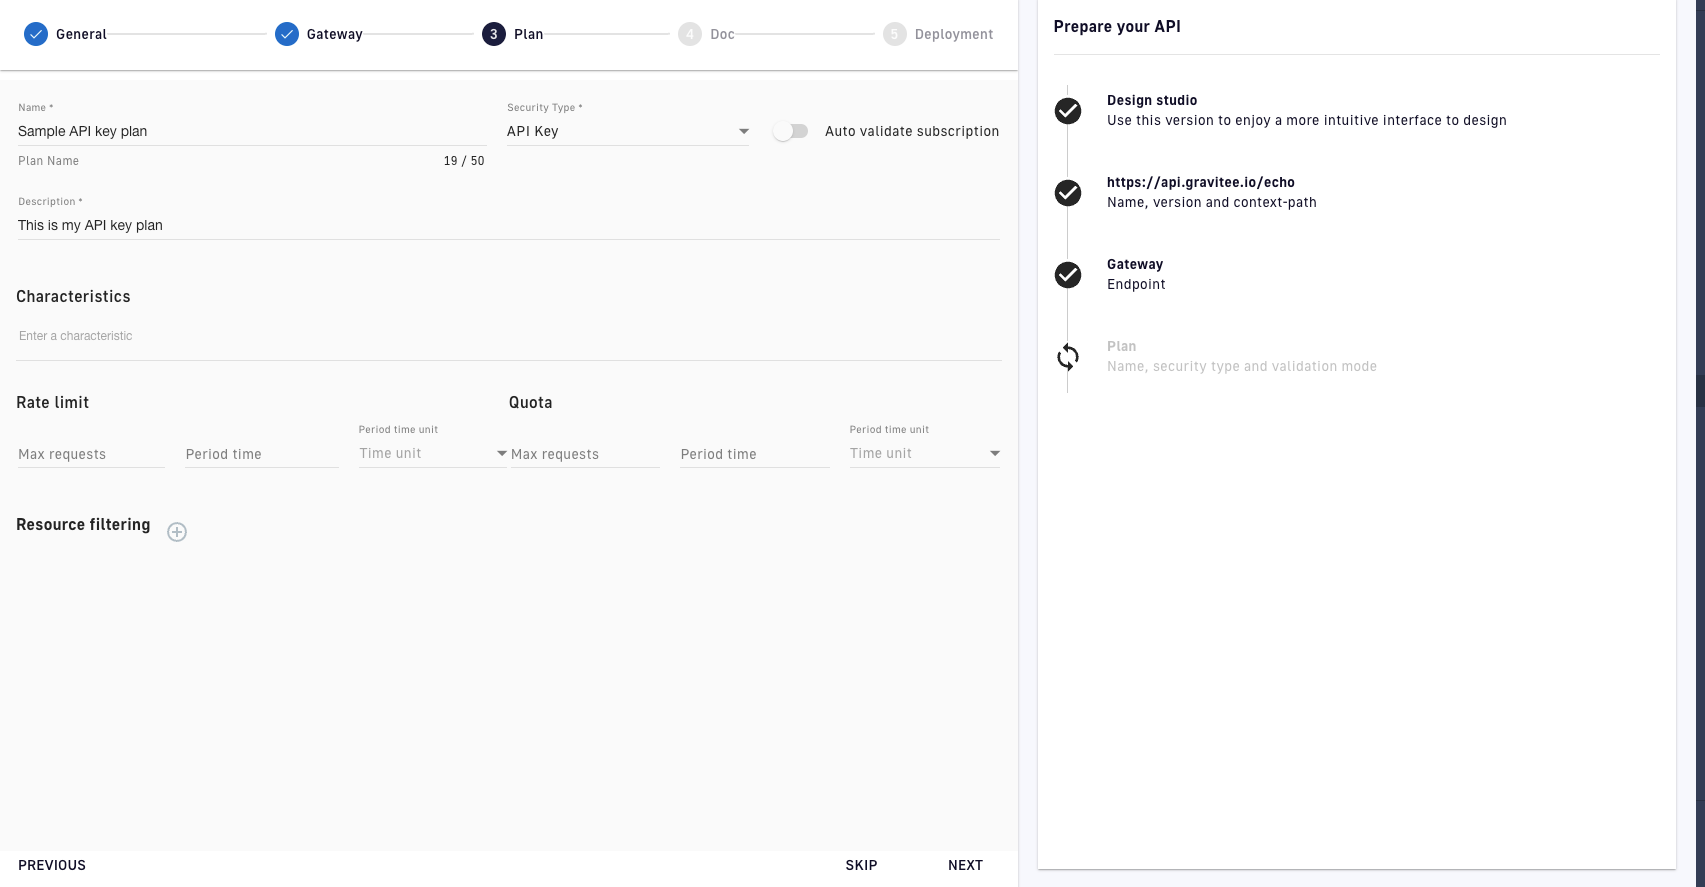 General
Gateway
3 Plan
4 Doc
5 Deployment
Name *
Sample API key plan
Plan Name
19 / 50
Security Type *
API Key
Auto validate subscription
Description *
This is my API key plan
Characteristics
Enter a characteristic
Rate limit
Max requests
Period time
Period time unit
Time unit
Quota
Max requests
Period time
Period time unit
Time unit
Resource filtering
PREVIOUS
SKIP
NEXT
Prepare your API
Design studio
Use this version to enjoy a more intuitive interface to design
https://api.gravitee.io/echo
Name, version and context-path
Gateway
Endpoint
Plan
Name, security type and validation mode